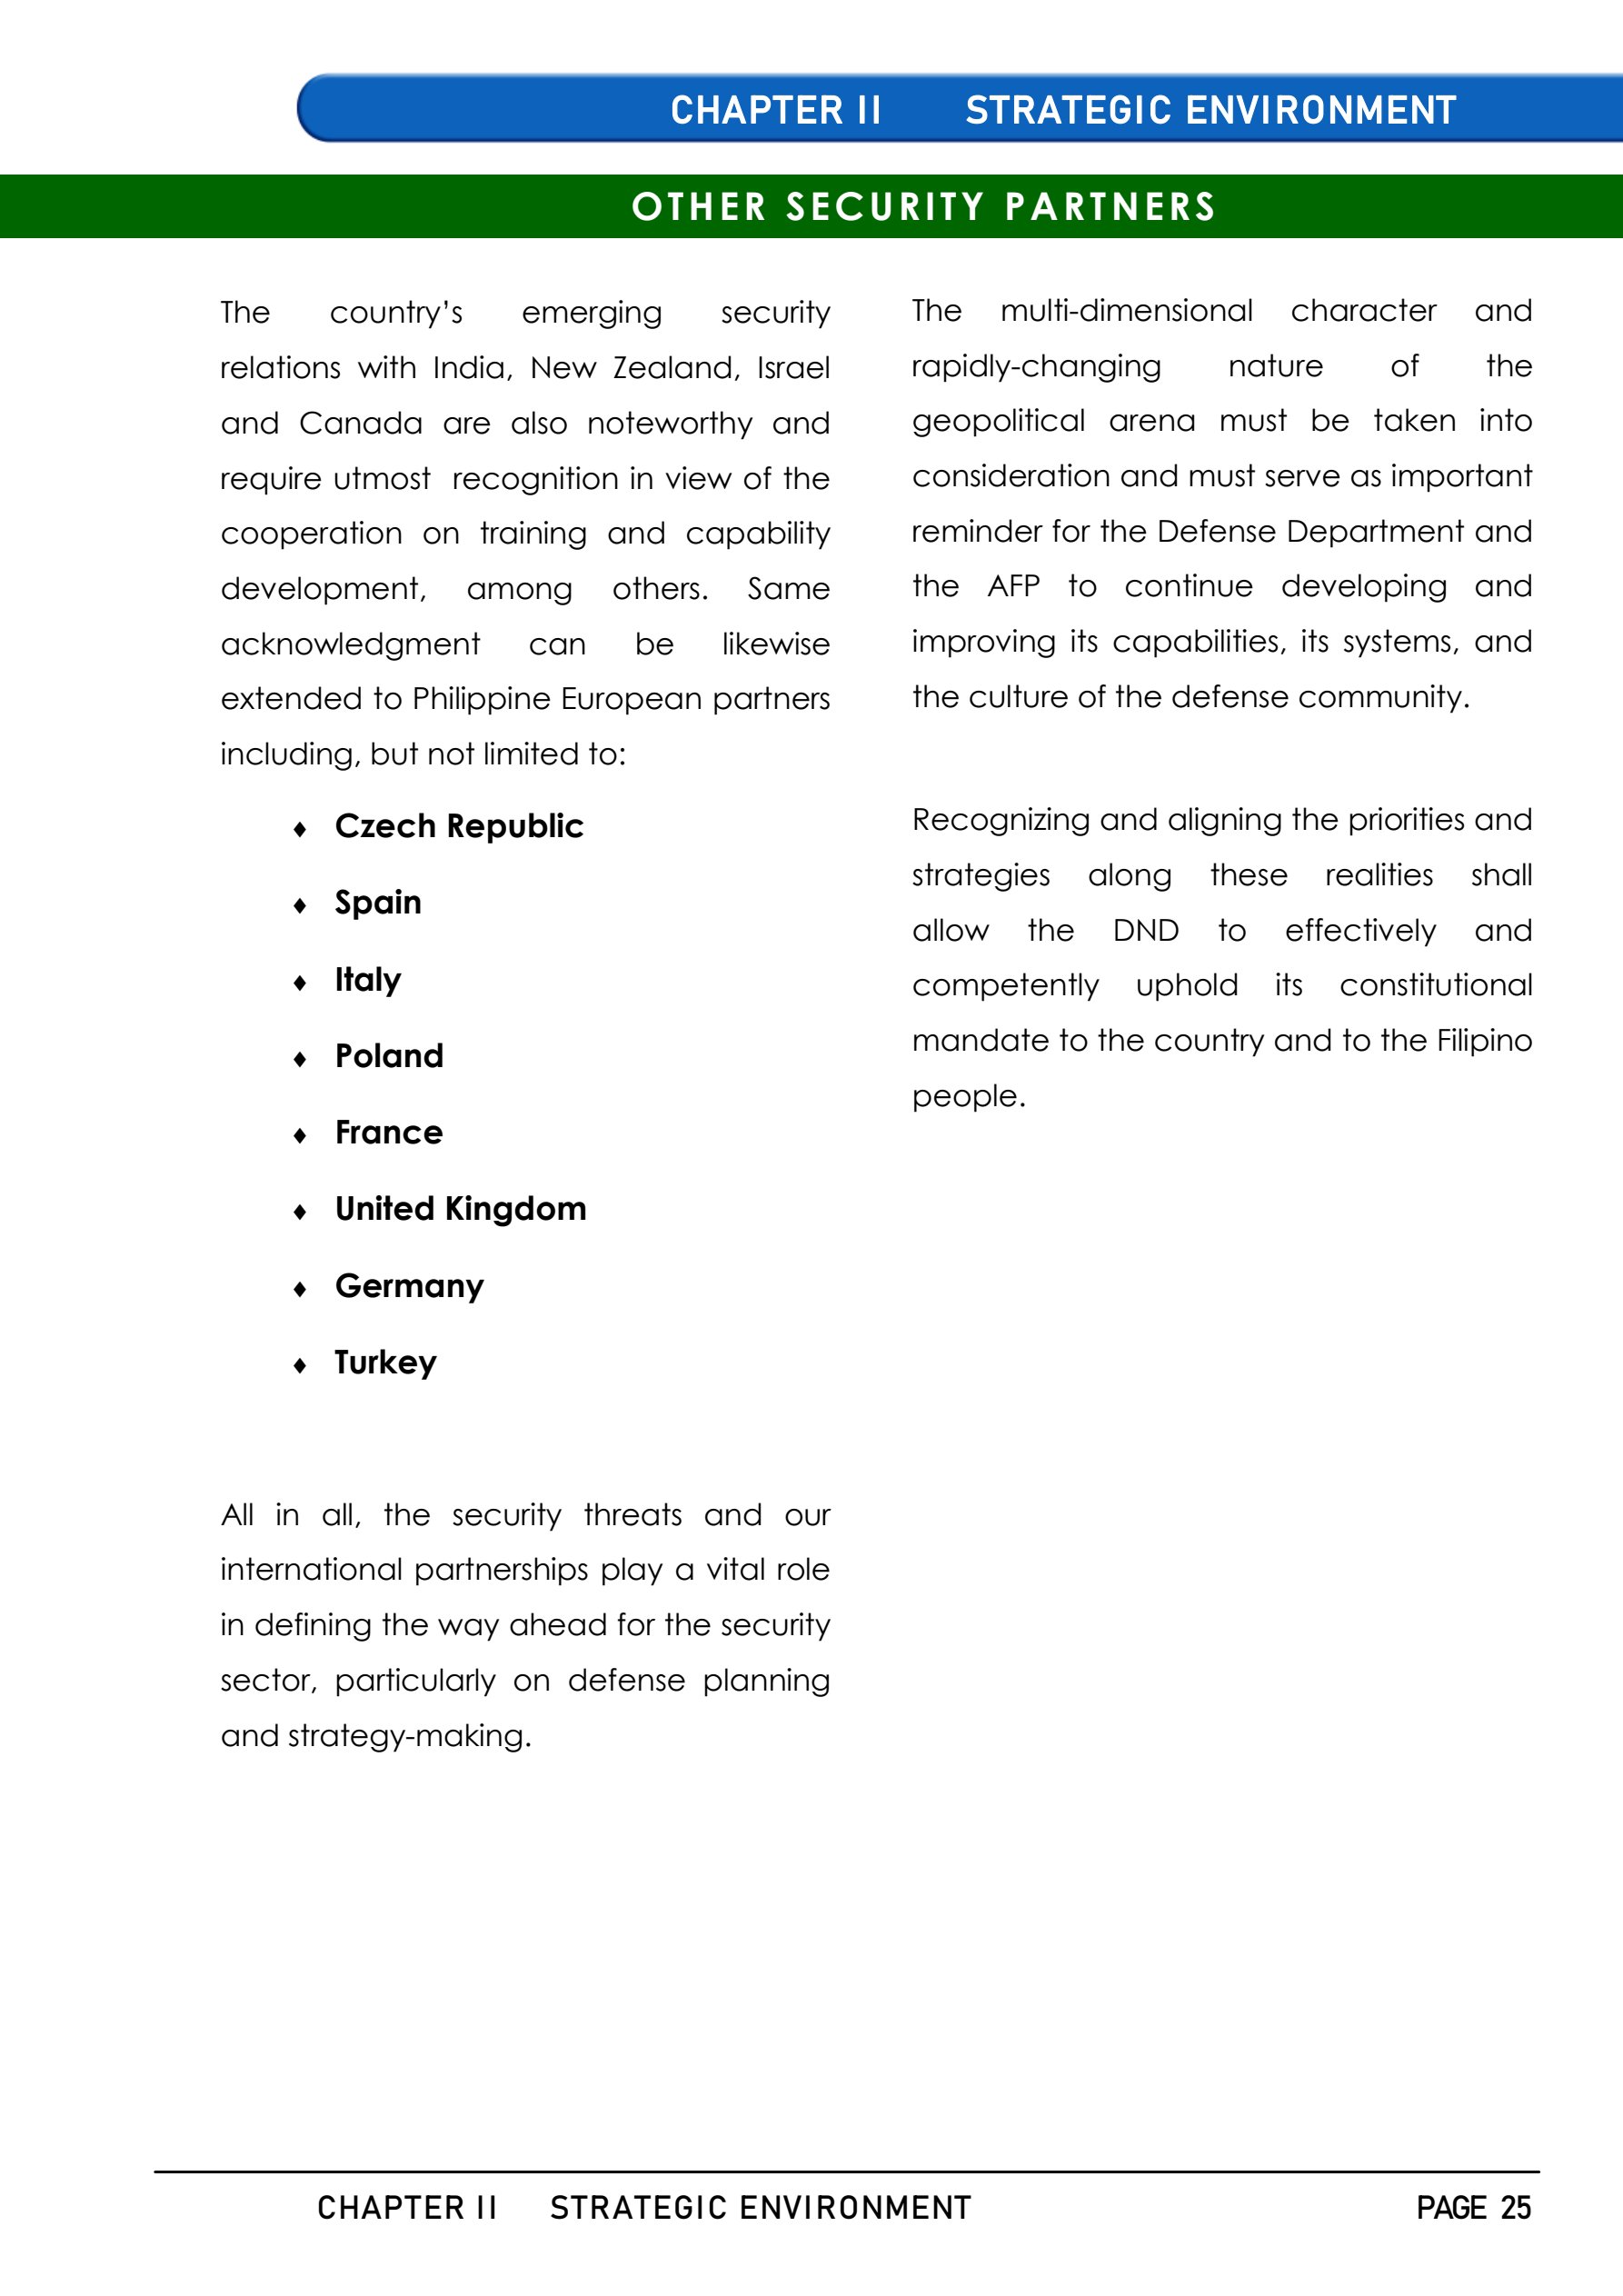 CHAPTER II STRATEGIC ENVIRONMENT
OTHER SECURITY PARTNERS
The country’s emerging security
relations with India, New Zealand, Israel
and Canada are also noteworthy and
require utmost recognition in view of the
cooperation on training and capability
development, among others. Same
acknowledgment can be likewise
extended to Philippine European partners
including, but not limited to:
♦ Czech Republic
♦ Spain
♦ Italy
♦ Poland
♦ France
♦ United Kingdom
♦ Germany
♦ Turkey
All in all, the security threats and our
international partnerships play a vital role
in defining the way ahead for the security
sector, particularly on defense planning
and strategy-making.
The multi-dimensional character and
rapidly-changing nature of the
geopolitical arena must be taken into
consideration and must serve as important
reminder for the Defense Department and
the AFP to continue developing and
improving its capabilities, its systems, and
the culture of the defense community.
Recognizing and aligning the priorities and
strategies along these realities shall
allow the DND to effectively and
competently uphold its constitutional
mandate to the country and to the Filipino
people.
CHAPTER II STRATEGIC ENVIRONMENT PAGE 25